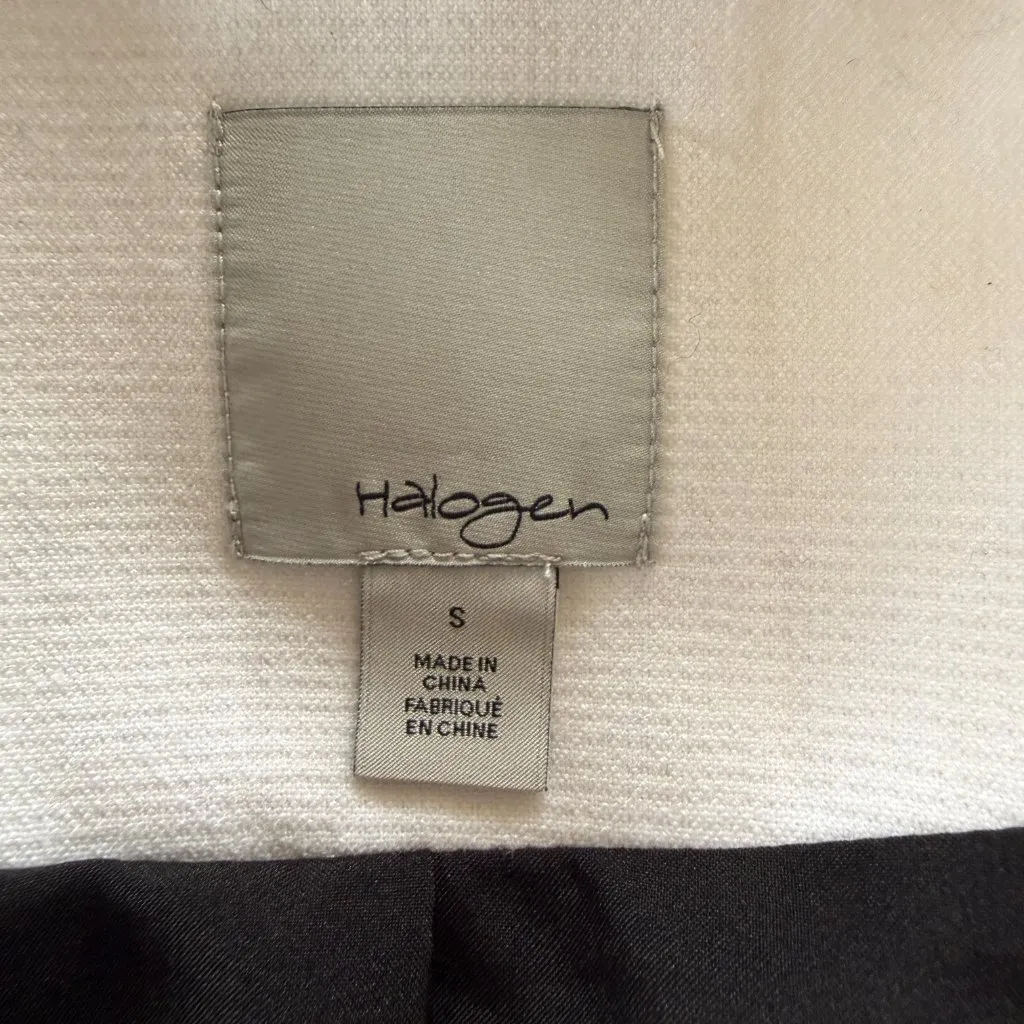 Halogen
S
MADE IN
CHINA
FABRIQUÉ
EN CHINE